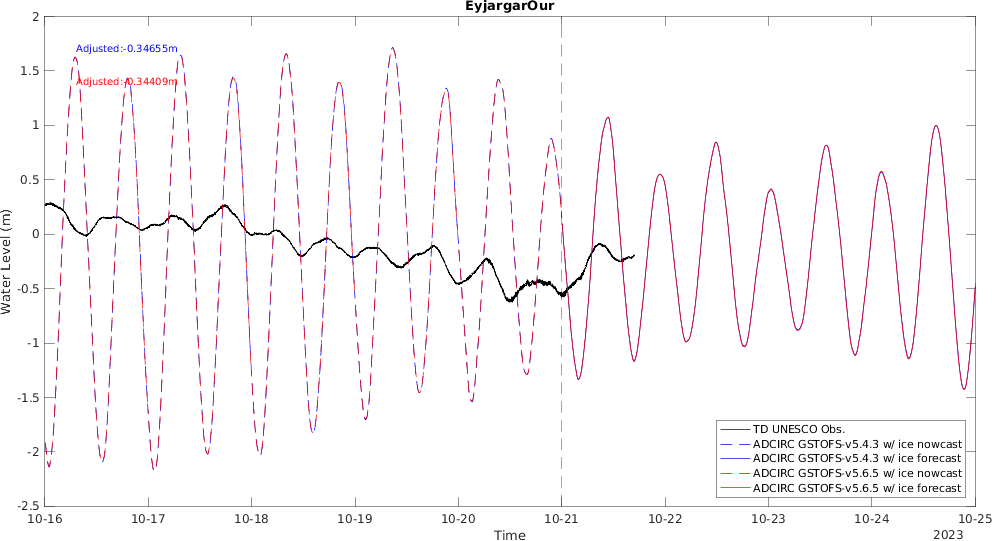 EyjargarOur
2
1.5
1
0.5
0
-0.5
-1
-1.5
-2
-2.5
Water Level (m)
Adjusted:-0.34655m
Adjusted:-0.34409m
TD UNESCO Obs.
ADCIRC GSTOFS-v5.4.3 w/ ice nowcast
ADCIRC GSTOFS-v5.4.3 w/ ice forecast
ADCIRC GSTOFS-v5.6.5 w/ ice nowcast
ADCIRC GSTOFS-v5.6.5 w/ ice forecast
10-16 10-17 10-18 10-19 10-20 10-21 10-22 10-23 10-24 10-25
Time
2023